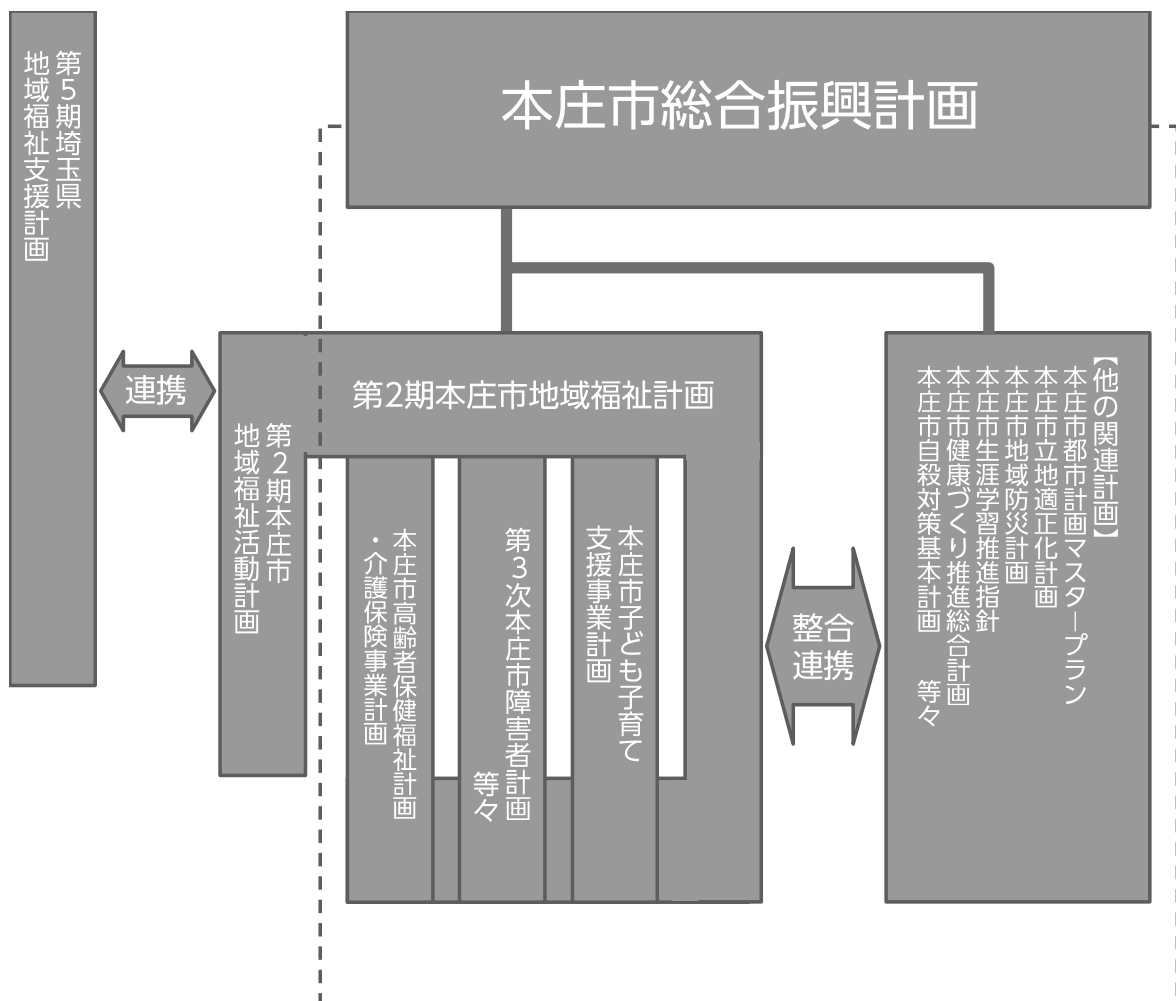 第5期埼玉県
地域福祉支援計画
本庄市総合振興計画
連携
第2期本庄市地域福祉計画
第2期本庄市
地域福祉活動計画
本庄市高齢者保健福祉計画
・介護保険事業計画
第3次本庄市障害者計画
等々
本庄市子ども子育て
支援事業計画
整合
連携
【他の関連計画】
本庄市都市計画マスタープラン
本庄市立地適正化計画
本庄市地域防災計画
本庄市生涯学習推進指針
本庄市健康づくり推進総合計画
本庄市自殺対策基本計画 等々